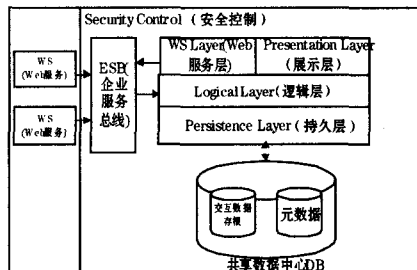 Security Control（安全控制）
WS
(Web服务)
WS
(Web服务)
ESB(
企业
服务
总线)
WS Layer(Web
服务层)
Presentation Layer
(展示层)
Logical Layer(逻辑层)
Persistence Layer（持久层）
交互数据
存根
元数据
共享数据中心DB